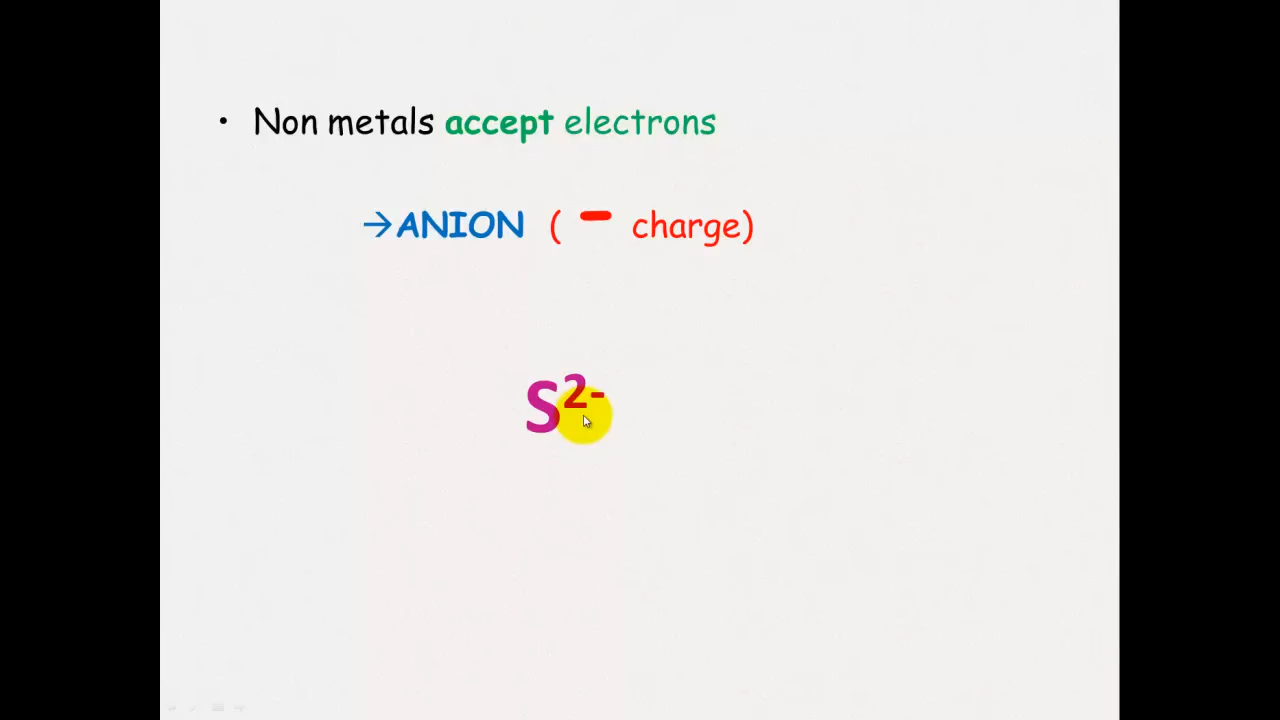 • Non metals accept electrons
→ANION ( - charge)
S²⁻